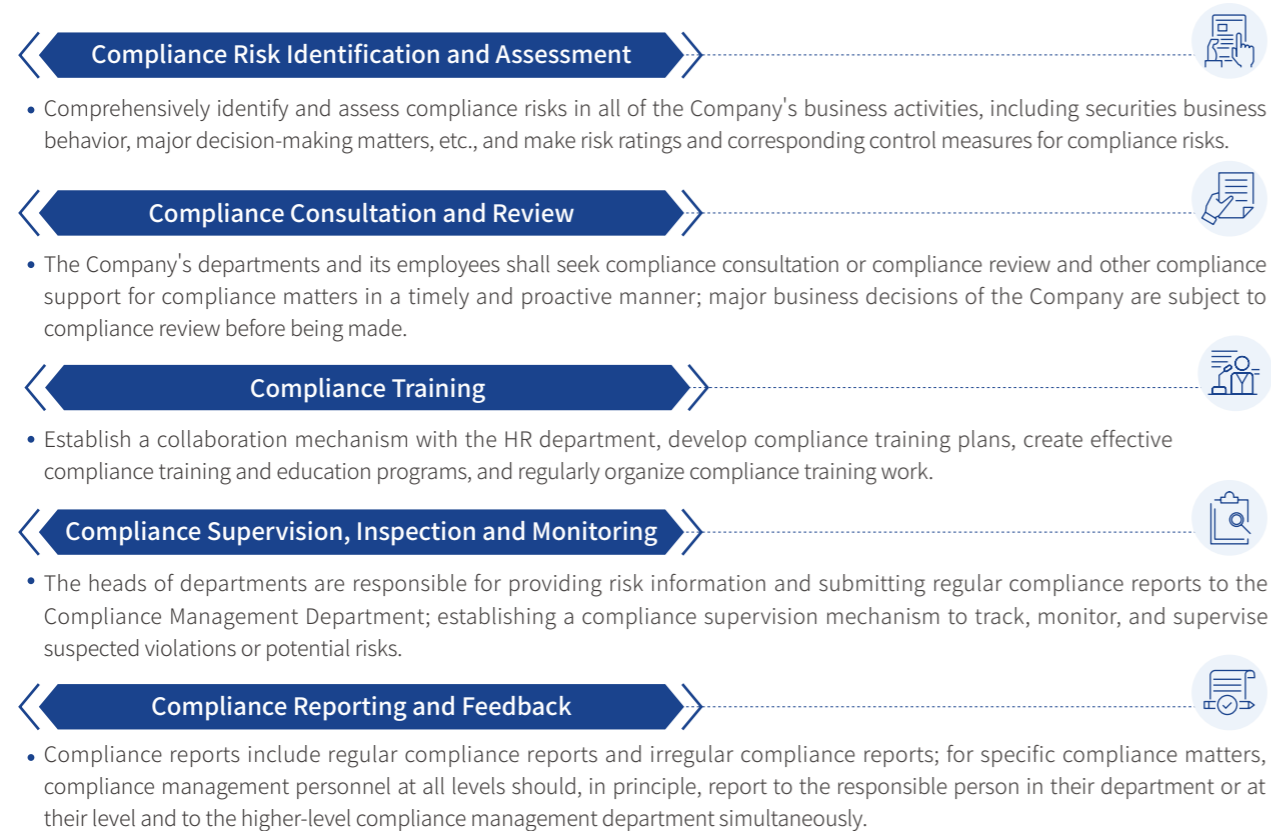 Compliance Risk Identification and Assessment
• Comprehensively identify and assess compliance risks in all of the Company's business activities, including securities business
behavior, major decision-making matters, etc., and make risk ratings and corresponding control measures for compliance risks.
Compliance Consultation and Review
• The Company's departments and its employees shall seek compliance consultation or compliance review and other compliance
support for compliance matters in a timely and proactive manner; major business decisions of the Company are subject to
compliance review before being made.
Compliance Training
• Establish a collaboration mechanism with the HR department, develop compliance training plans, create effective
compliance training and education programs, and regularly organize compliance training work.
Compliance Supervision, Inspection and Monitoring
• The heads of departments are responsible for providing risk information and submitting regular compliance reports to the
Compliance Management Department; establishing a compliance supervision mechanism to track, monitor, and supervise
suspected violations or potential risks.
Compliance Reporting and Feedback
• Compliance reports include regular compliance reports and irregular compliance reports; for specific compliance matters,
compliance management personnel at all levels should, in principle, report to the responsible person in their department or at
their level and to the higher-level compliance management department simultaneously.